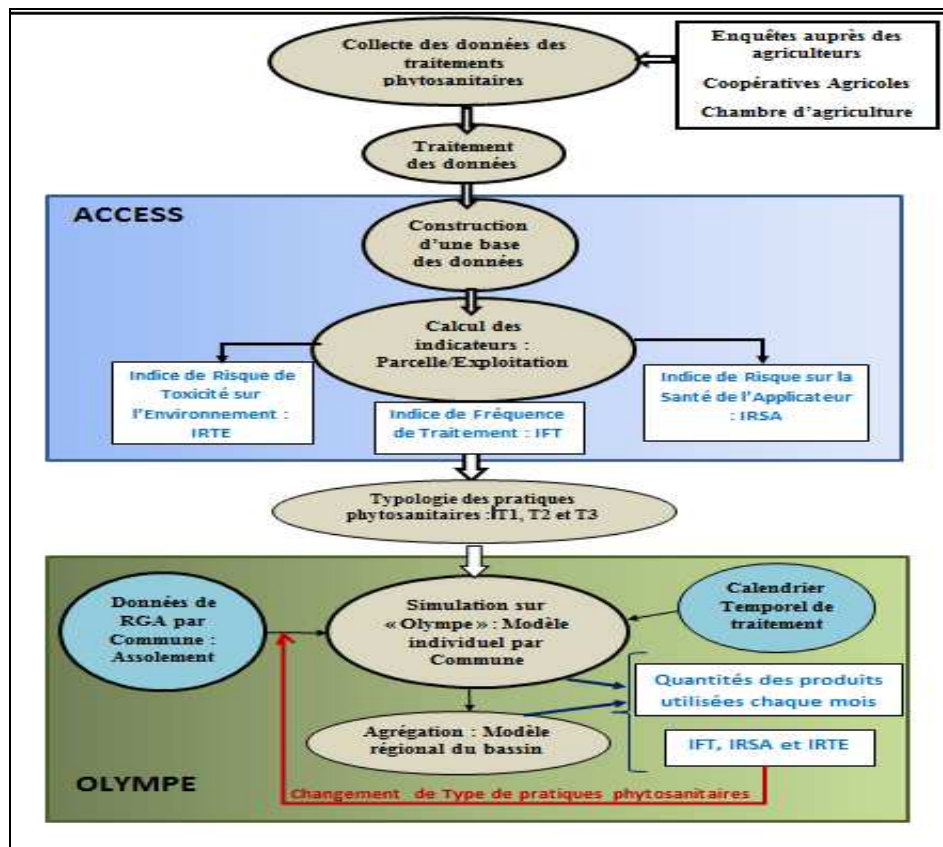 Collecte des données des
traitements
phytosanitaires
Enquêtes auprès des
agriculteurs
Coopératives Agricoles
Chambre d'agriculture
Traitement
des données
ACCESS
Construction
d'une base
des données
Calcul des
indicateurs :
Parcelle/Exploitation
Indice de Risque de
Toxicité sur
l'Environnement :
IRTE
Indice de Fréquence
de Traitement : IFT
Indice de Risque sur la
Santé de l'Applicateur
: IRSA
Typologie des pratiques
phytosanitaires : T1, T2 et T3
Données de
RGA par
Commune :
Assolement
Simulation sur
« Olympe » : Modèle
individuel par
Commune
Calendrier
Temporel de
traitement
Quantités des produits
utilisées chaque mois
Agrégation : Modèle
régional du bassin
IFT, IRSA et IRTE
OLYMPE
Changement de Type de pratiques phytosanitaires